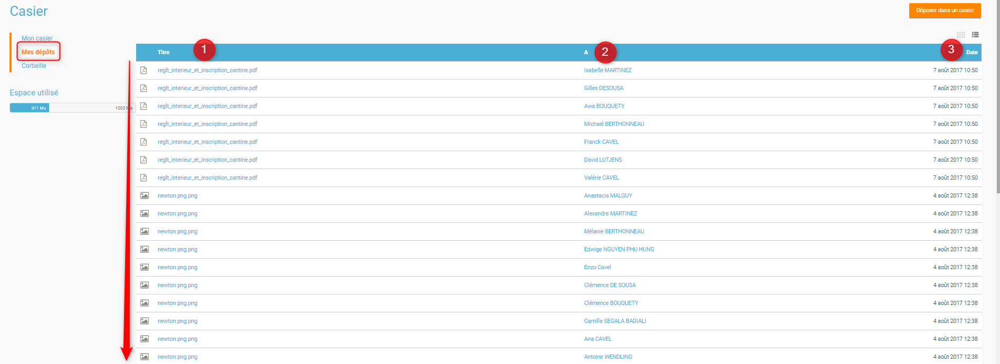 Casier
Déposer dans un casier
Mon casier
Mes dépôts
Corbeille
Espace utilisé
311 Mo 1000 Mo
Titre 1 A 2 3 Date
reglt_interieur_et_inscription_cantine.pdf Isabelle MARTINEZ 7 août 2017 10:50
reglt_interieur_et_inscription_cantine.pdf Gilles DESOUSA 7 août 2017 10:50
reglt_interieur_et_inscription_cantine.pdf Awa BOUQUETY 7 août 2017 10:50
reglt_interieur_et_inscription_cantine.pdf Michael BERTHONNEAU 7 août 2017 10:50
reglt_interieur_et_inscription_cantine.pdf Franck CAVEL 7 août 2017 10:50
reglt_interieur_et_inscription_cantine.pdf David LUTJENS 7 août 2017 10:50
reglt_interieur_et_inscription_cantine.pdf Valérie CAVEL 7 août 2017 10:50
newton png.png Anastacia MALGUY 4 août 2017 12:38
newton png.png Alexandre MARTINEZ 4 août 2017 12:38
newton png.png Mélanie BERTHONNEAU 4 août 2017 12:38
newton png.png Edwige NGUYEN PHU HUNG 4 août 2017 12:38
newton png.png Enzo Cavel 4 août 2017 12:38
newton png.png Clémence DE SOUSA 4 août 2017 12:38
newton png.png Clémence BOUQUETY 4 août 2017 12:38
newton png.png Camille SEGALA BADIALI 4 août 2017 12:38
newton png.png Ana CAVEL 4 août 2017 12:38
newton png.png Antoine WENDLING 4 août 2017 12:38